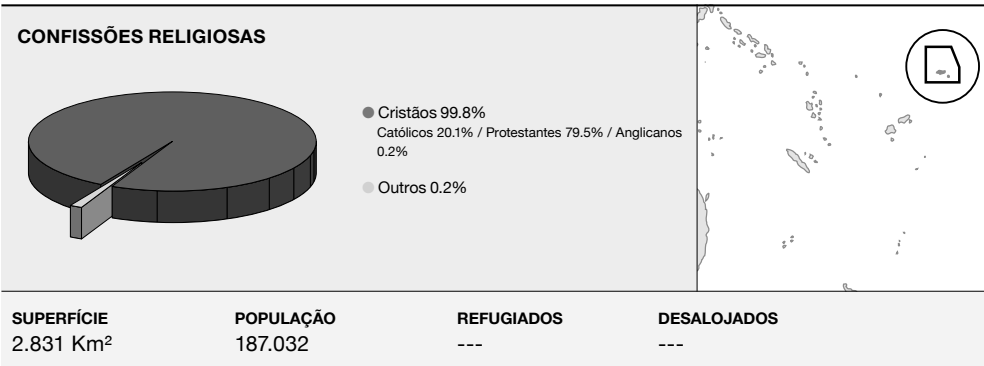 CONFISSÕES RELIGIOSAS
Cristãos 99.8%
Católicos 20.1% / Protestantes 79.5% / Anglicanos
0.2%
Outros 0.2%
SUPERFÍCIE POPULAÇÃO REFUGIADOS DESALOJADOS
2.831 Km² 187.032 --- ---